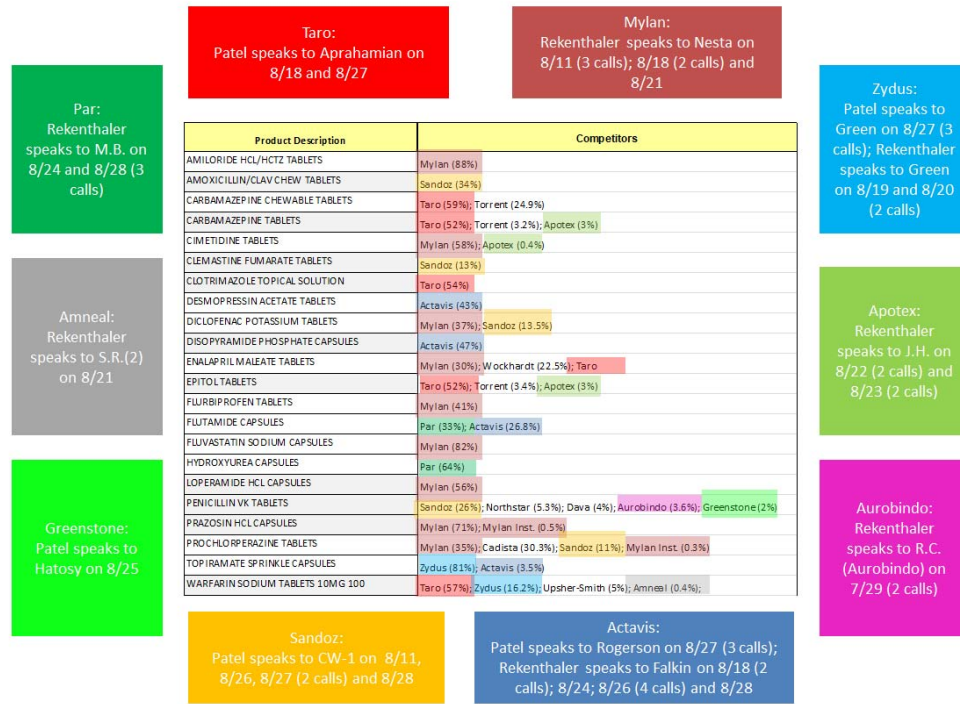 Taro:
Patel speaks to Aprahamian on
8/18 and 8/27
Mylan:
Rekenthaler speaks to Nesta on
8/11 (3 calls); 8/18 (2 calls) and
8/21
Par:
Rekenthaler
speaks to M.B. on
8/24 and 8/28 (3
calls)
Zydus:
Patel speaks to
Green on 8/27 (3
calls); Rekenthaler
speaks to Green
on 8/19 and 8/20
(2 calls)
Product Description Competitors
AMILORIDE HCL/HCTZ TABLETS Mylan (88%)
AMOXICILLIN/CLAV CHEW TABLETS Sandoz (34%)
CARBAMAZEPINE CHEWABLE TABLETS Taro (59%); Torrent (24.9%)
CARBAMAZEPINE TABLETS Taro (52%); Torrent (3.2%); Apotex (3%)
CIMETIDINE TABLETS Mylan (58%); Apotex (0.4%)
CLEMASTINE FUMARATE TABLETS Sandoz (13%)
CLOTRIMAZOLE TOPICAL SOLUTION Taro (54%)
DESMOPRESSIN ACETATE TABLETS Actavis (43%)
DICLOFENAC POTASSIUM TABLETS Mylan (37%); Sandoz (13.5%)
DISOPYRAMIDE PHOSPHATE CAPSULES Actavis (47%)
ENALAPRIL MALEATE TABLETS Mylan (30%); Wockhardt (22.5%); Taro
EPITOL TABLETS Taro (52%); Torrent (3.4%); Apotex (3%)
FLURBIPROFEN TABLETS Mylan (41%)
FLUTAMIDE CAPSULES Par (33%); Actavis (26.8%)
FLUVASTATIN SODIUM CAPSULES Mylan (82%)
HYDROXYUREA CAPSULES Par (64%)
LOPERAMIDE HCL CAPSULES Mylan (56%)
PENICILLIN VK TABLETS Sandoz (26%); Northstar (5.3%); Dava (4%); Aurobindo (3.6%); Greenstone (2%)
PRAZOSIN HCL CAPSULES Mylan (71%); Mylan Inst. (0.5%)
PROCHLORPERAZINE TABLETS Mylan (35%); Cadista (30.3%); Sandoz (11%); Mylan Inst. (0.3%)
TOPIRAMATE SPRINKLE CAPSULES Zydus (81%); Actavis (3.5%)
WARFARIN SODIUM TABLETS 10MG 100 Taro (57%); Zydus (16.2%); Upsher-Smith (5%); Amneal (0.4%);
Amneal:
Rekenthaler
speaks to S.R.(2)
on 8/21
Apotex:
Rekenthaler
speaks to J.H. on
8/22 (2 calls) and
8/23 (2 calls)
Greenstone:
Patel speaks to
Hatosy on 8/25
Aurobindo:
Rekenthaler
speaks to R.C.
(Aurobindo) on
7/29 (2 calls)
Sandoz:
Patel speaks to CW-1 on 8/11,
8/26, 8/27 (2 calls) and 8/28
Actavis:
Patel speaks to Rogerson on 8/27 (3 calls);
Rekenthaler speaks to Falkin on 8/18 (2
calls); 8/24; 8/26 (4 calls) and 8/28